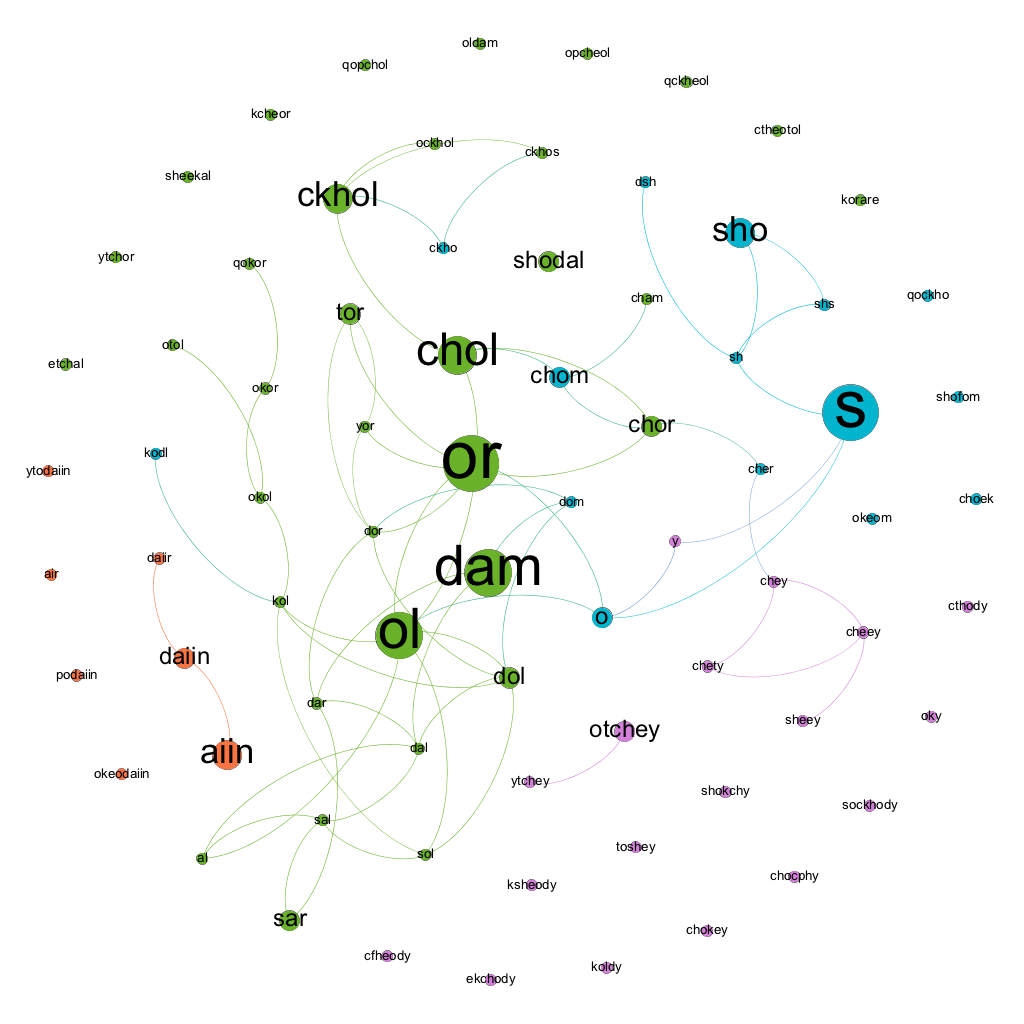 oldam
opcheol
qopchol
qckheol
kcheor
ctheotol
ockhol
ckhos
sheekal
dsh
ckhol
korare
sho
ckho
ytchor
shodal
qokor
qockho
cham
shs
tor
otol
chol
sh
etchal
chom
okor
shofom
s
chor
yor
kodl
or
cher
ytodaiin
okol
choek
dom
okeom
dor
y
daiir
dam
air
chey
kol
cthody
o
ol
cheey
daiin
chety
podaiin
dol
dar
oky
sheey
otchey
dal
aiin
okeodaiin
ytchey
shokchy
sockhody
sal
toshey
sol
al
chocphy
ksheody
sar
chokey
cfheody
koldy
ekchody